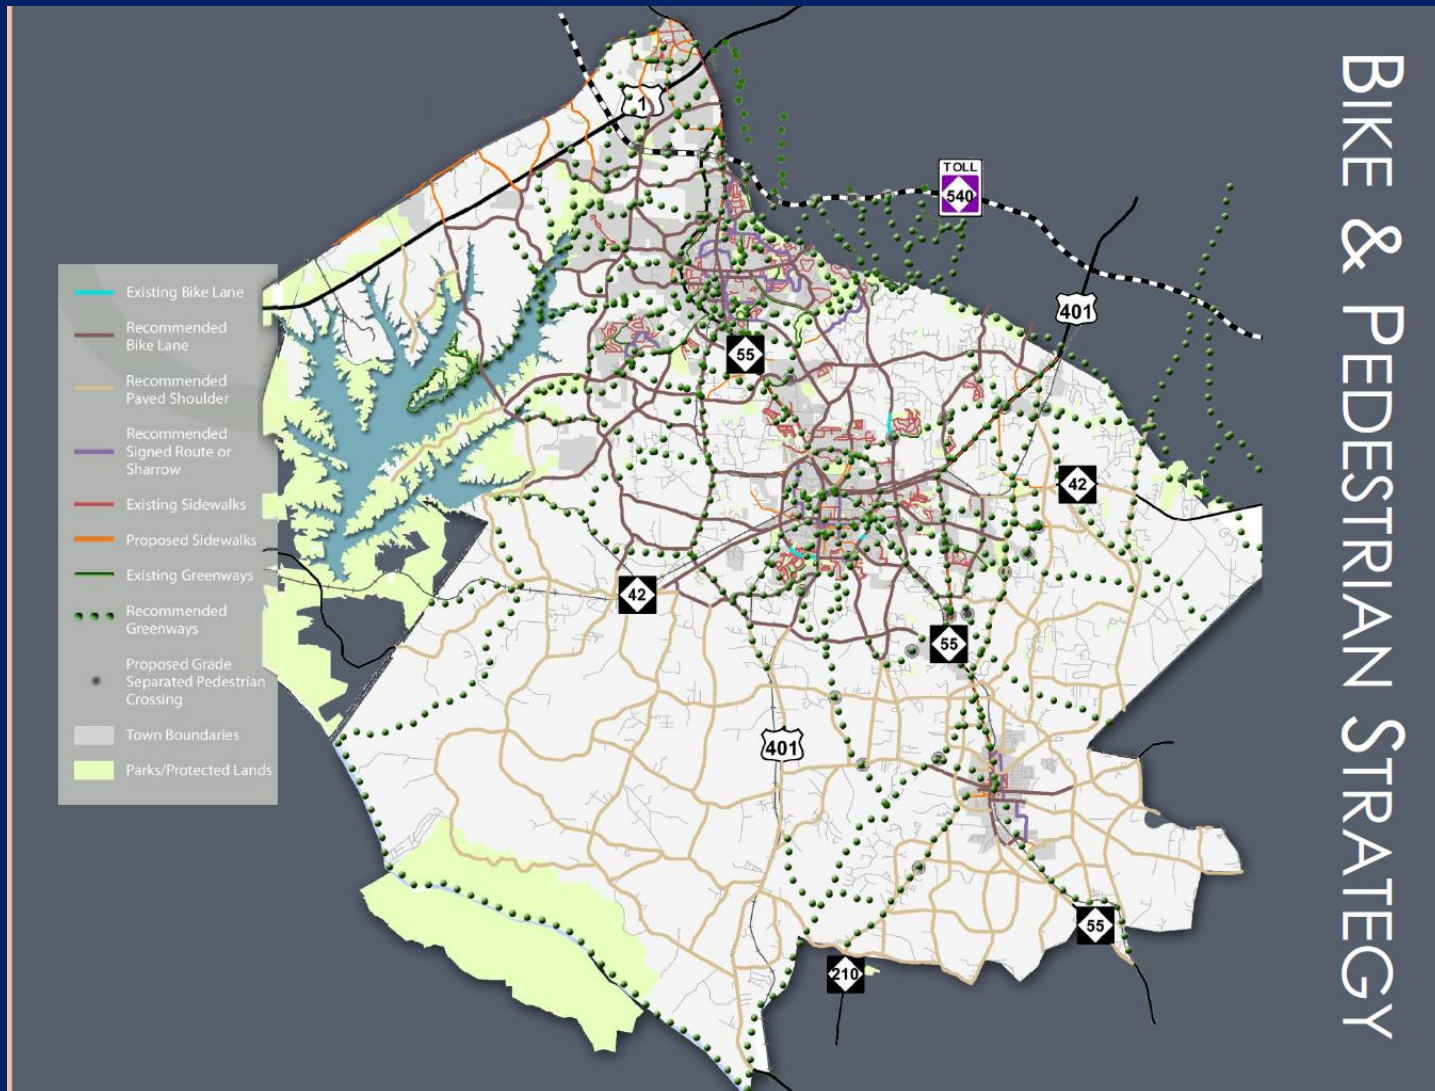 BIKE & PEDESTRIAN STRATEGY
1
TOLL
540
401
55
42
42
55
401
55
210
Existing Bike Lane
Recommended
Bike Lane
Recommended
Paved Shoulder
Recommended
Signed Route or
Sharrow
Existing Sidewalks
Proposed Sidewalks
Existing Greenways
Recommended
Greenways
Proposed Grade
Separated Pedestrian
Crossing
Town Boundaries
Parks/Protected Lands